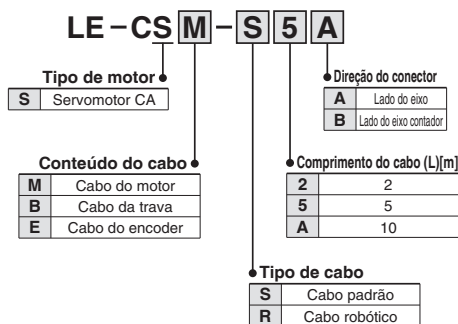 LE-CSM-S5A
Tipo de motor
S Servomotor CA
Direção do conector
A Lado do eixo
B Lado do eixo contador
Conteúdo do cabo
M Cabo do motor
B Cabo da trava
E Cabo do encoder
Comprimento do cabo (L)[m]
2 2
5 5
A 10
Tipo de cabo
S Cabo padrão
R Cabo robótico